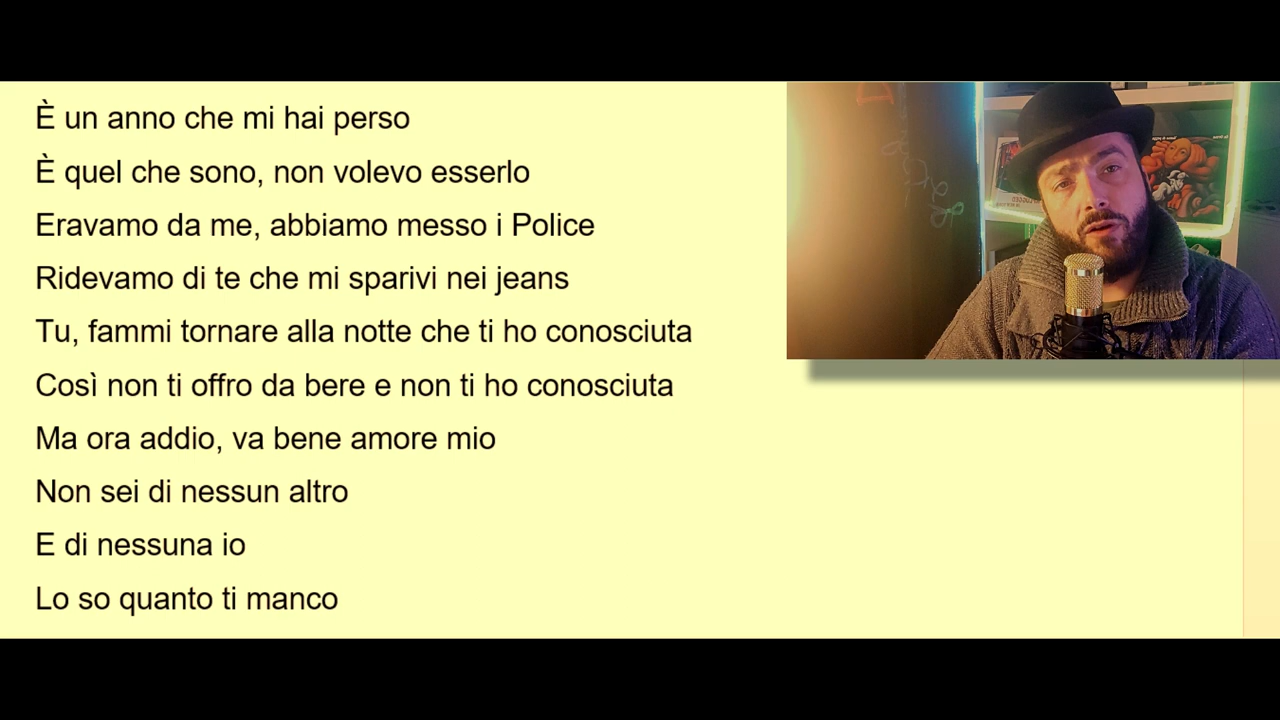 È un anno che mi hai perso
È quel che sono, non volevo esserlo
Eravamo da me, abbiamo messo i Police
Ridevamo di te che mi sparivi nei jeans
Tu, fammi tornare alla notte che ti ho conosciuta
Così non ti offro da bere e non ti ho conosciuta
Ma ora addio, va bene amore mio
Non sei di nessun altro
E di nessuna io
Lo so quanto ti manco